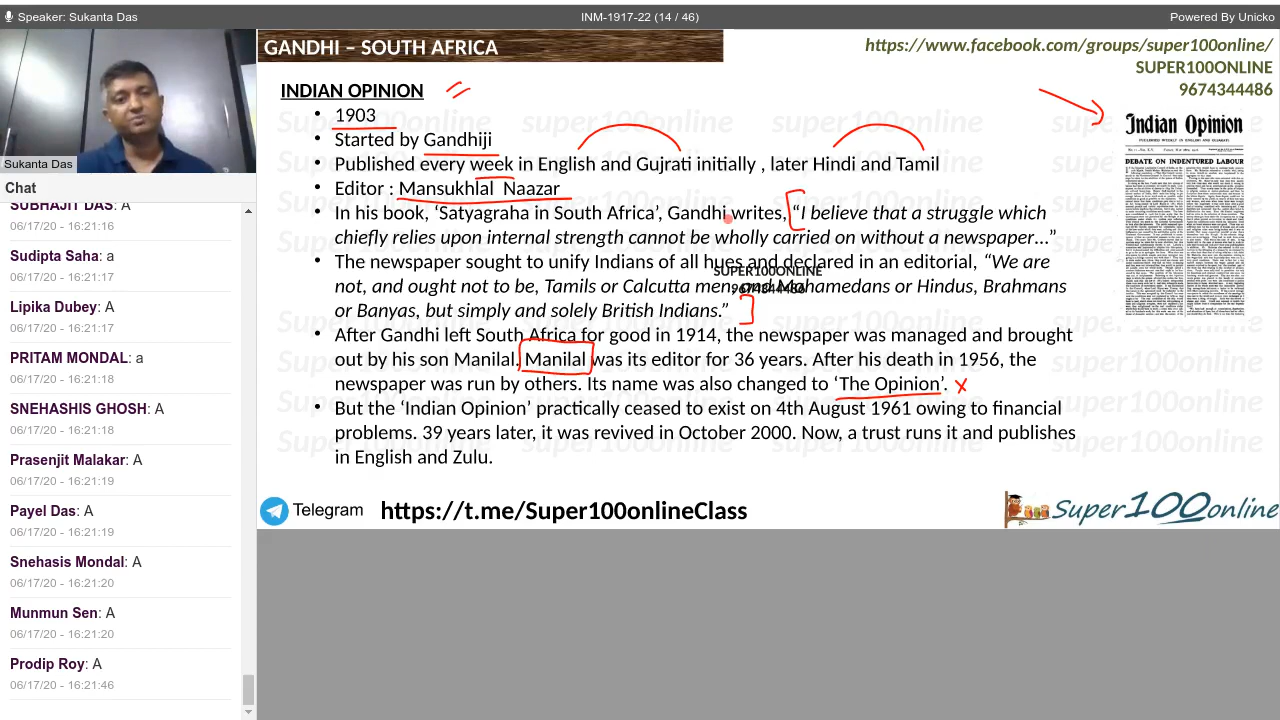 Speaker: Sukanta Das
INM-1917-22 (14 / 46)
Powered By Unicko
Sukanta Das
Chat
SUBHAJIT DAS: A
06/17/20 - 16:21:16
Sudipta Saha: a
06/17/20 - 16:21:17
Lipika Dubey: A
06/17/20 - 16:21:17
PRITAM MONDAL: a
06/17/20 - 16:21:18
SNEHASHIS GHOSH: A
06/17/20 - 16:21:18
Prasenjit Malakar: A
06/17/20 - 16:21:19
Payel Das: A
06/17/20 - 16:21:19
Snehasis Mondal: A
06/17/20 - 16:21:20
Munmun Sen: A
06/17/20 - 16:21:20
Prodip Roy: A
06/17/20 - 16:21:46
GANDHI – SOUTH AFRICA
https://www.facebook.com/groups/super100online/
SUPER100ONLINE
9674344486
INDIAN OPINION
• 1903
• Started by Gandhiji
• Published every week in English and Gujrati initially , later Hindi and Tamil
• Editor : Mansukhlal Naazar
• In his book, ‘Satyagraha in South Africa’, Gandhi writes, “I believe that a struggle which
chiefly relies upon internal strength cannot be wholly carried on without a newspaper…”
• The newspaper sought to unify Indians of all hues and declared in an editorial, “We are
not, and ought not to be, Tamils or Calcutta men, and Mahamedans or Hindus, Brahmans
or Banyas, but simply and solely British Indians.”
• After Gandhi left South Africa for good in 1914, the newspaper was managed and brought
out by his son Manilal. Manilal was its editor for 36 years. After his death in 1956, the
newspaper was run by others. Its name was also changed to ‘The Opinion’.
• But the ‘Indian Opinion’ practically ceased to exist on 4th August 1961 owing to financial
problems. 39 years later, it was revived in October 2000. Now, a trust runs it and publishes
in English and Zulu.
SUPER100ONLINE
Indian Opinion
DEBATE ON INDENTURED LABOUR
Telegram
https://t.me/Super100onlineClass
Super100online